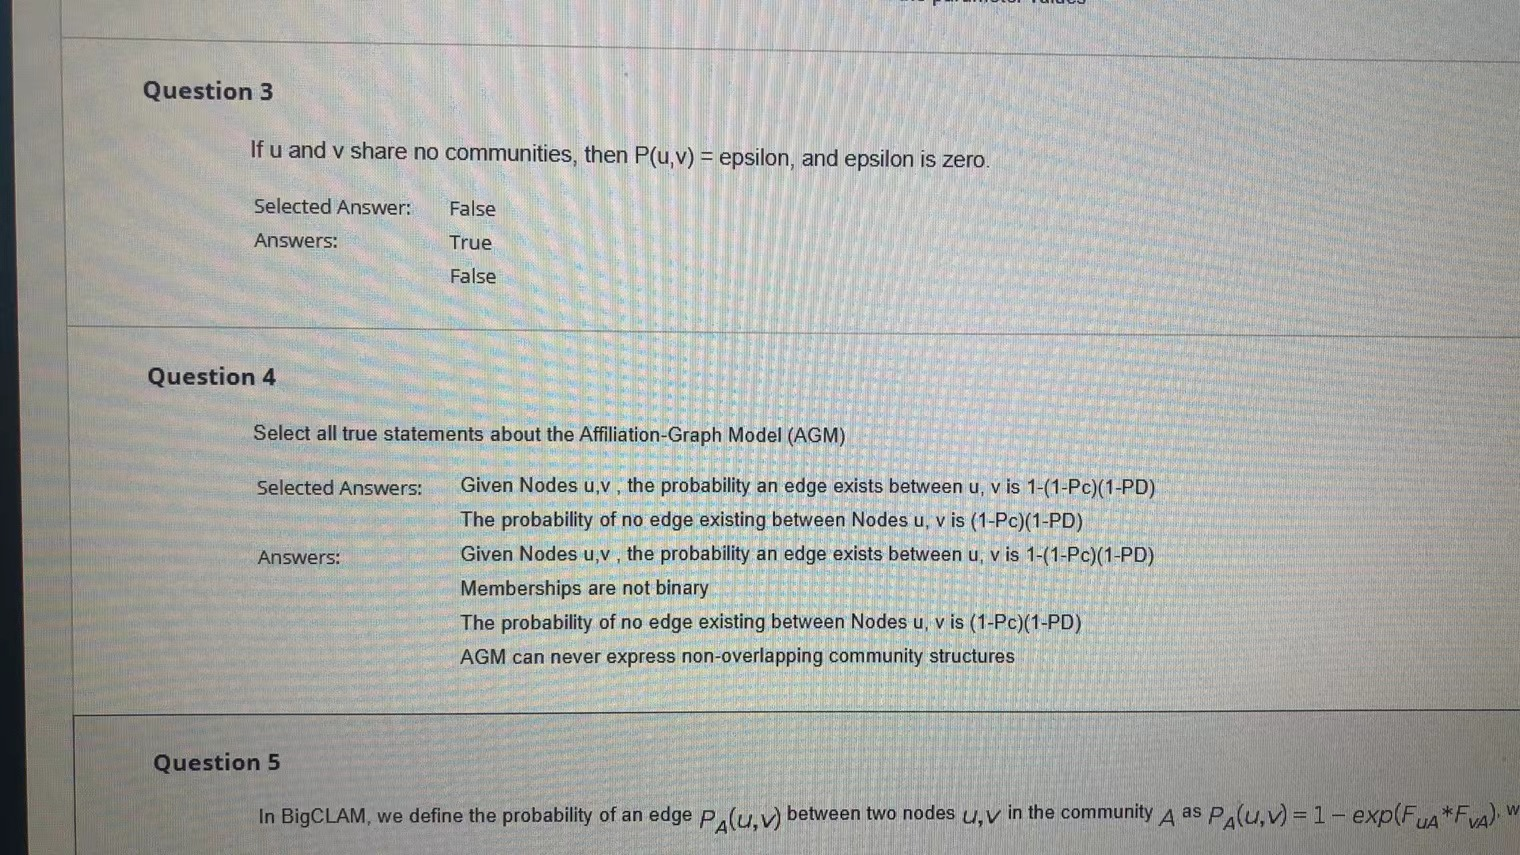 parameter values
Question 3
If u and v share no communities, then P(u,v) = epsilon, and epsilon is zero.
Selected Answer: False
Answers: True
False
Question 4
Select all true statements about the Affiliation-Graph Model (AGM)
Selected Answers: Given Nodes u,v , the probability an edge exists between u, v is 1-(1-Pc)(1-PD)
The probability of no edge existing between Nodes u, v is (1-Pc)(1-PD)
Answers: Given Nodes u,v , the probability an edge exists between u, v is 1-(1-Pc)(1-PD)
Memberships are not binary
The probability of no edge existing between Nodes u, v is (1-Pc)(1-PD)
AGM can never express non-overlapping community structures
Question 5
In BigCLAM, we define the probability of an edge P_A(u,v) between two nodes u,v in the community A as P_A(u,v) = 1 – exp(F_uA*F_vA),